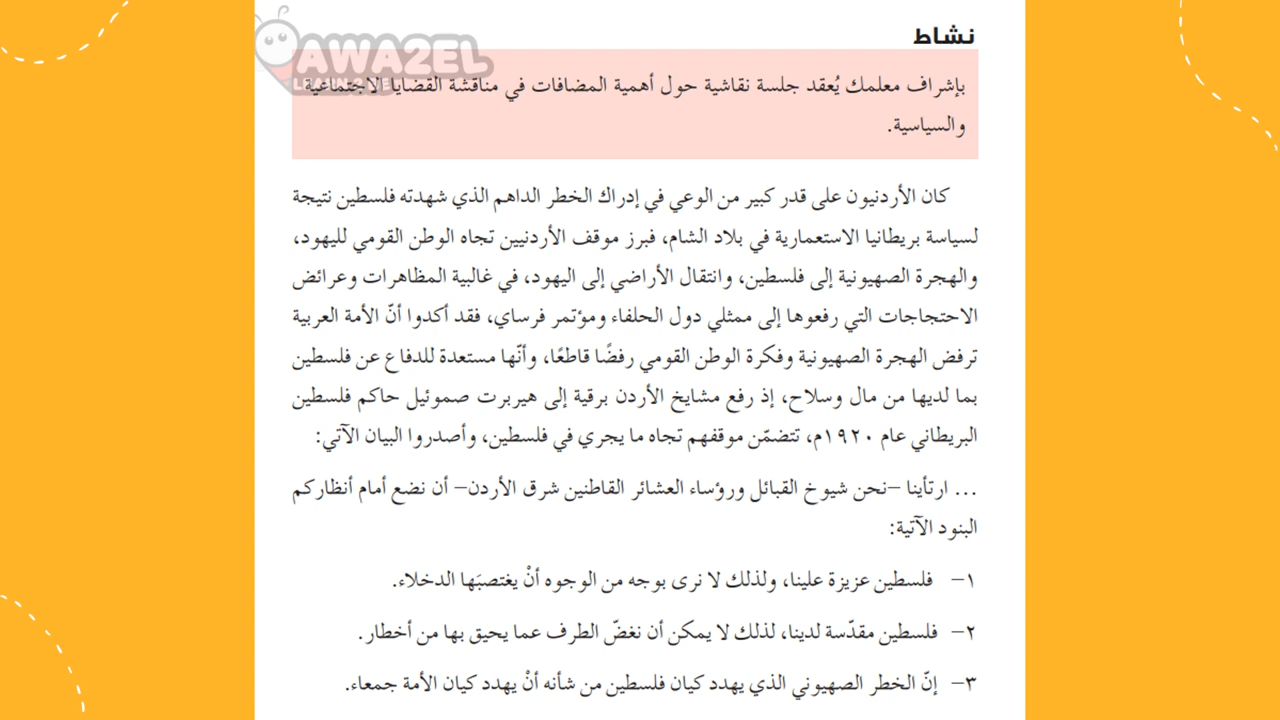 AWA2EL
LEARN 2 BE
نشاط
بإشراف معلمك يُعقد جلسة نقاشية حول أهمية المضافات في مناقشة القضايا الاجتماعية
والسياسية.
كان الأردنيون على قدر كبير من الوعي في إدراك الخطر الداهم الذي شهدته فلسطين نتيجة
لسياسة بريطانيا الاستعمارية في بلاد الشام، فبرز موقف الأردنيين تجاه الوطن القومي لليهود،
والهجرة الصهيونية إلى فلسطين، وانتقال الأراضي إلى اليهود، في غالبية المظاهرات وعرائض
الاحتجاجات التي رفعوها إلى ممثلي دول الحلفاء ومؤتمر فرساي، فقد أكدوا أنّ الأمة العربية
ترفض الهجرة الصهيونية وفكرة الوطن القومي رفضًا قاطعًا، وأنّها مستعدة للدفاع عن فلسطين
بما لديها من مال وسلاح، إذ رفع مشايخ الأردن برقية إلى هيربرت صموئيل حاكم فلسطين
البريطاني عام ١٩٢٠م، تتضمّن موقفهم تجاه ما يجري في فلسطين، وأصدروا البيان الآتي:
... ارتأينا –نحن شيوخ القبائل ورؤساء العشائر القاطنين شرق الأردن– أن نضع أمام أنظاركم
البنود الآتية:
١– فلسطين عزيزة علينا، ولذلك لا نرى بوجه من الوجوه أنْ يغتصبَها الدخلاء.
٢– فلسطين مقدّسة لدينا، لذلك لا يمكن أن نغضّ الطرف عما يحيق بها من أخطار.
٣– إنّ الخطر الصهيوني الذي يهدد كيان فلسطين من شأنه أنْ يهدد كيان الأمة جمعاء.